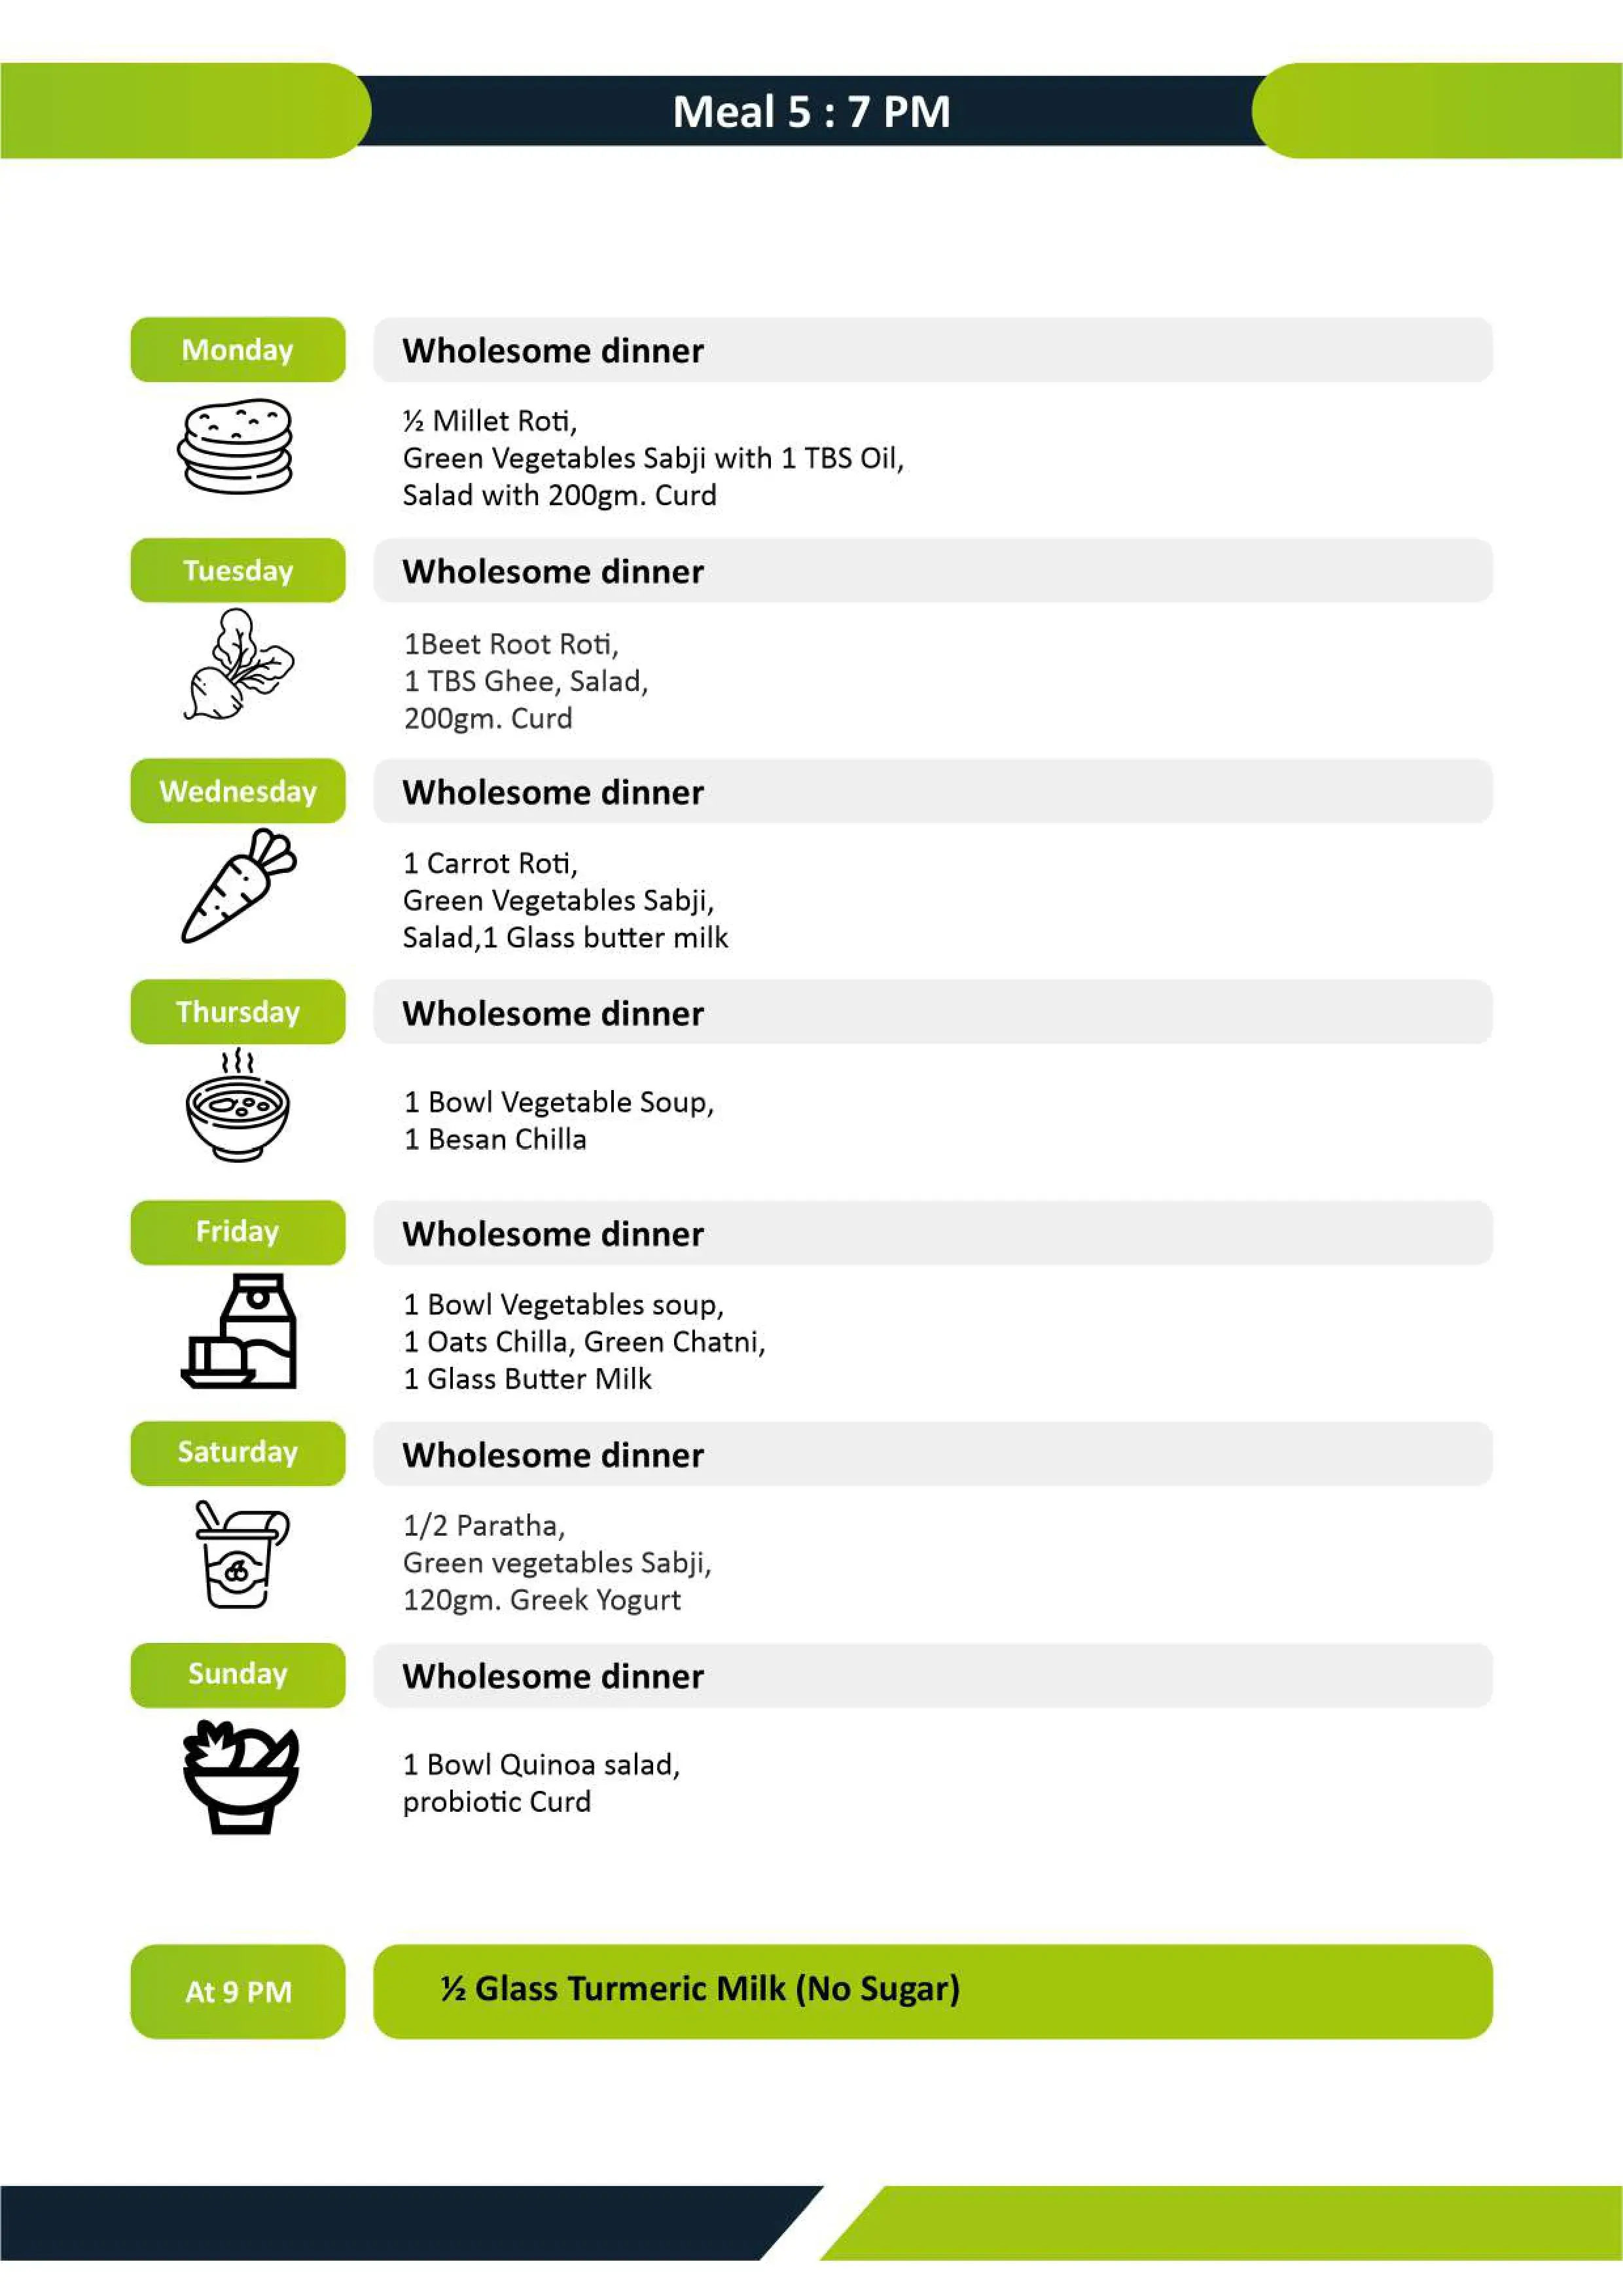 Meal 5 : 7 PM
Monday
Wholesome dinner
½ Millet Roti,
Green Vegetables Sabji with 1 TBS Oil,
Salad with 200gm. Curd
Tuesday
Wholesome dinner
1Beet Root Roti,
1 TBS Ghee, Salad,
200gm. Curd
Wednesday
Wholesome dinner
1 Carrot Roti,
Green Vegetables Sabji,
Salad,1 Glass butter milk
Thursday
Wholesome dinner
1 Bowl Vegetable Soup,
1 Besan Chilla
Friday
Wholesome dinner
1 Bowl Vegetables soup,
1 Oats Chilla, Green Chatni,
1 Glass Butter Milk
Saturday
Wholesome dinner
1/2 Paratha,
Green vegetables Sabji,
120gm. Greek Yogurt
Sunday
Wholesome dinner
1 Bowl Quinoa salad,
probiotic Curd
At 9 PM
½ Glass Turmeric Milk (No Sugar)